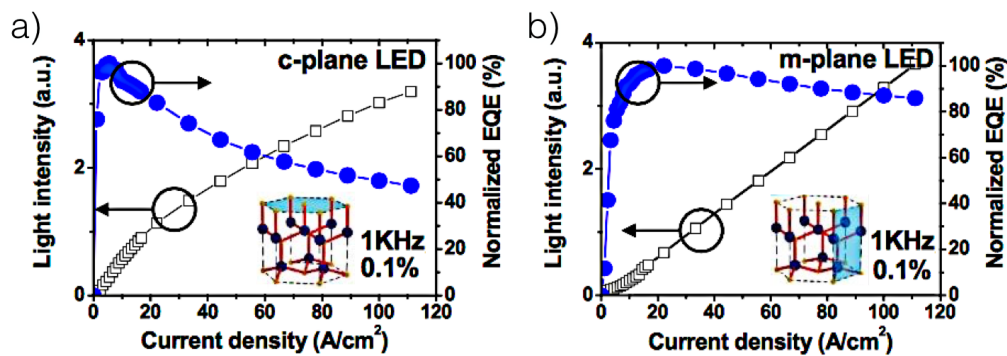 a)
c-plane LED
Light intensity (a.u.)
4
2
0
Normalized EQE (%)
100
80
60
40
20
0
1KHz
0.1%
0 20 40 60 80 100 120
Current density (A/cm²)
b)
m-plane LED
Light intensity (a.u.)
4
2
0
Normalized EQE (%)
100
80
60
40
20
0
1KHz
0.1%
0 20 40 60 80 100 120
Current density (A/cm²)